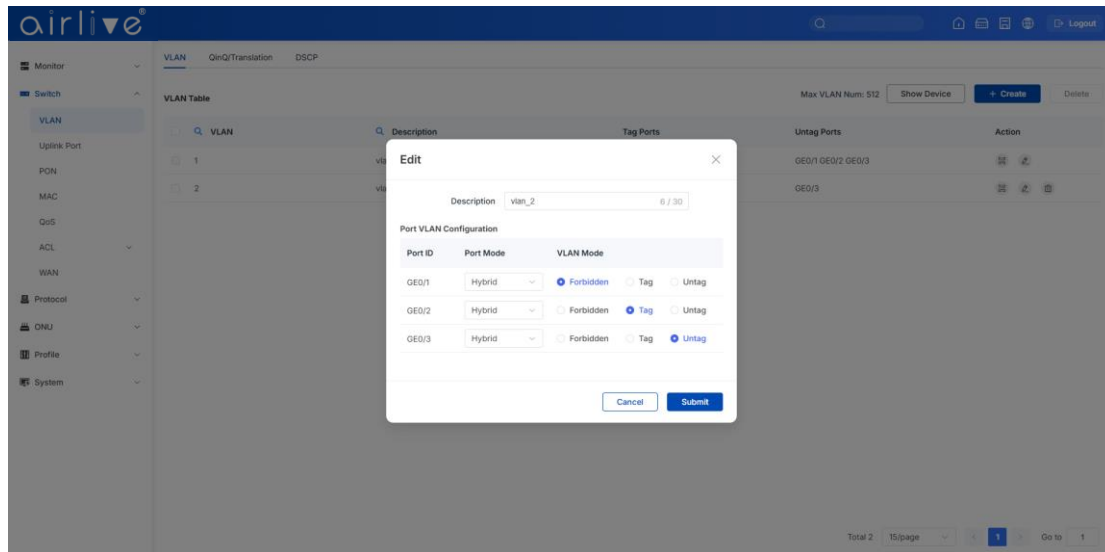 airlive®
Logout
Monitor
Switch
VLAN
Uplink Port
PON
MAC
QoS
ACL
WAN
Protocol
ONU
Profile
System
VLAN QinQ/Translation DSCP
VLAN Table Max VLAN Num: 512 Show Device + Create Delete
VLAN Description Tag Ports Untag Ports Action
1 GE0/1 GE0/2 GE0/3
2 GE0/3
Edit
Description vlan_2 6 / 30
Port VLAN Configuration
Port ID Port Mode VLAN Mode
GE0/1 Hybrid Forbidden Tag Untag
GE0/2 Hybrid Forbidden Tag Untag
GE0/3 Hybrid Forbidden Tag Untag
Cancel Submit
Total 2 15/page 1 Go to 1